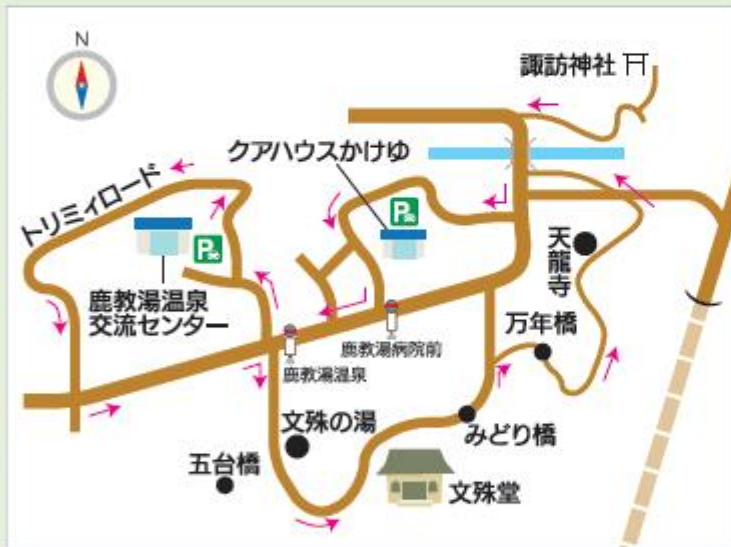 N
諏訪神社
クアハウスかけゆ
トリミィロード
P
P
天龍寺
鹿教湯温泉
交流センター
万年橋
鹿教湯病院前
鹿教湯温泉
文殊の湯
みどり橋
五台橋
文殊堂